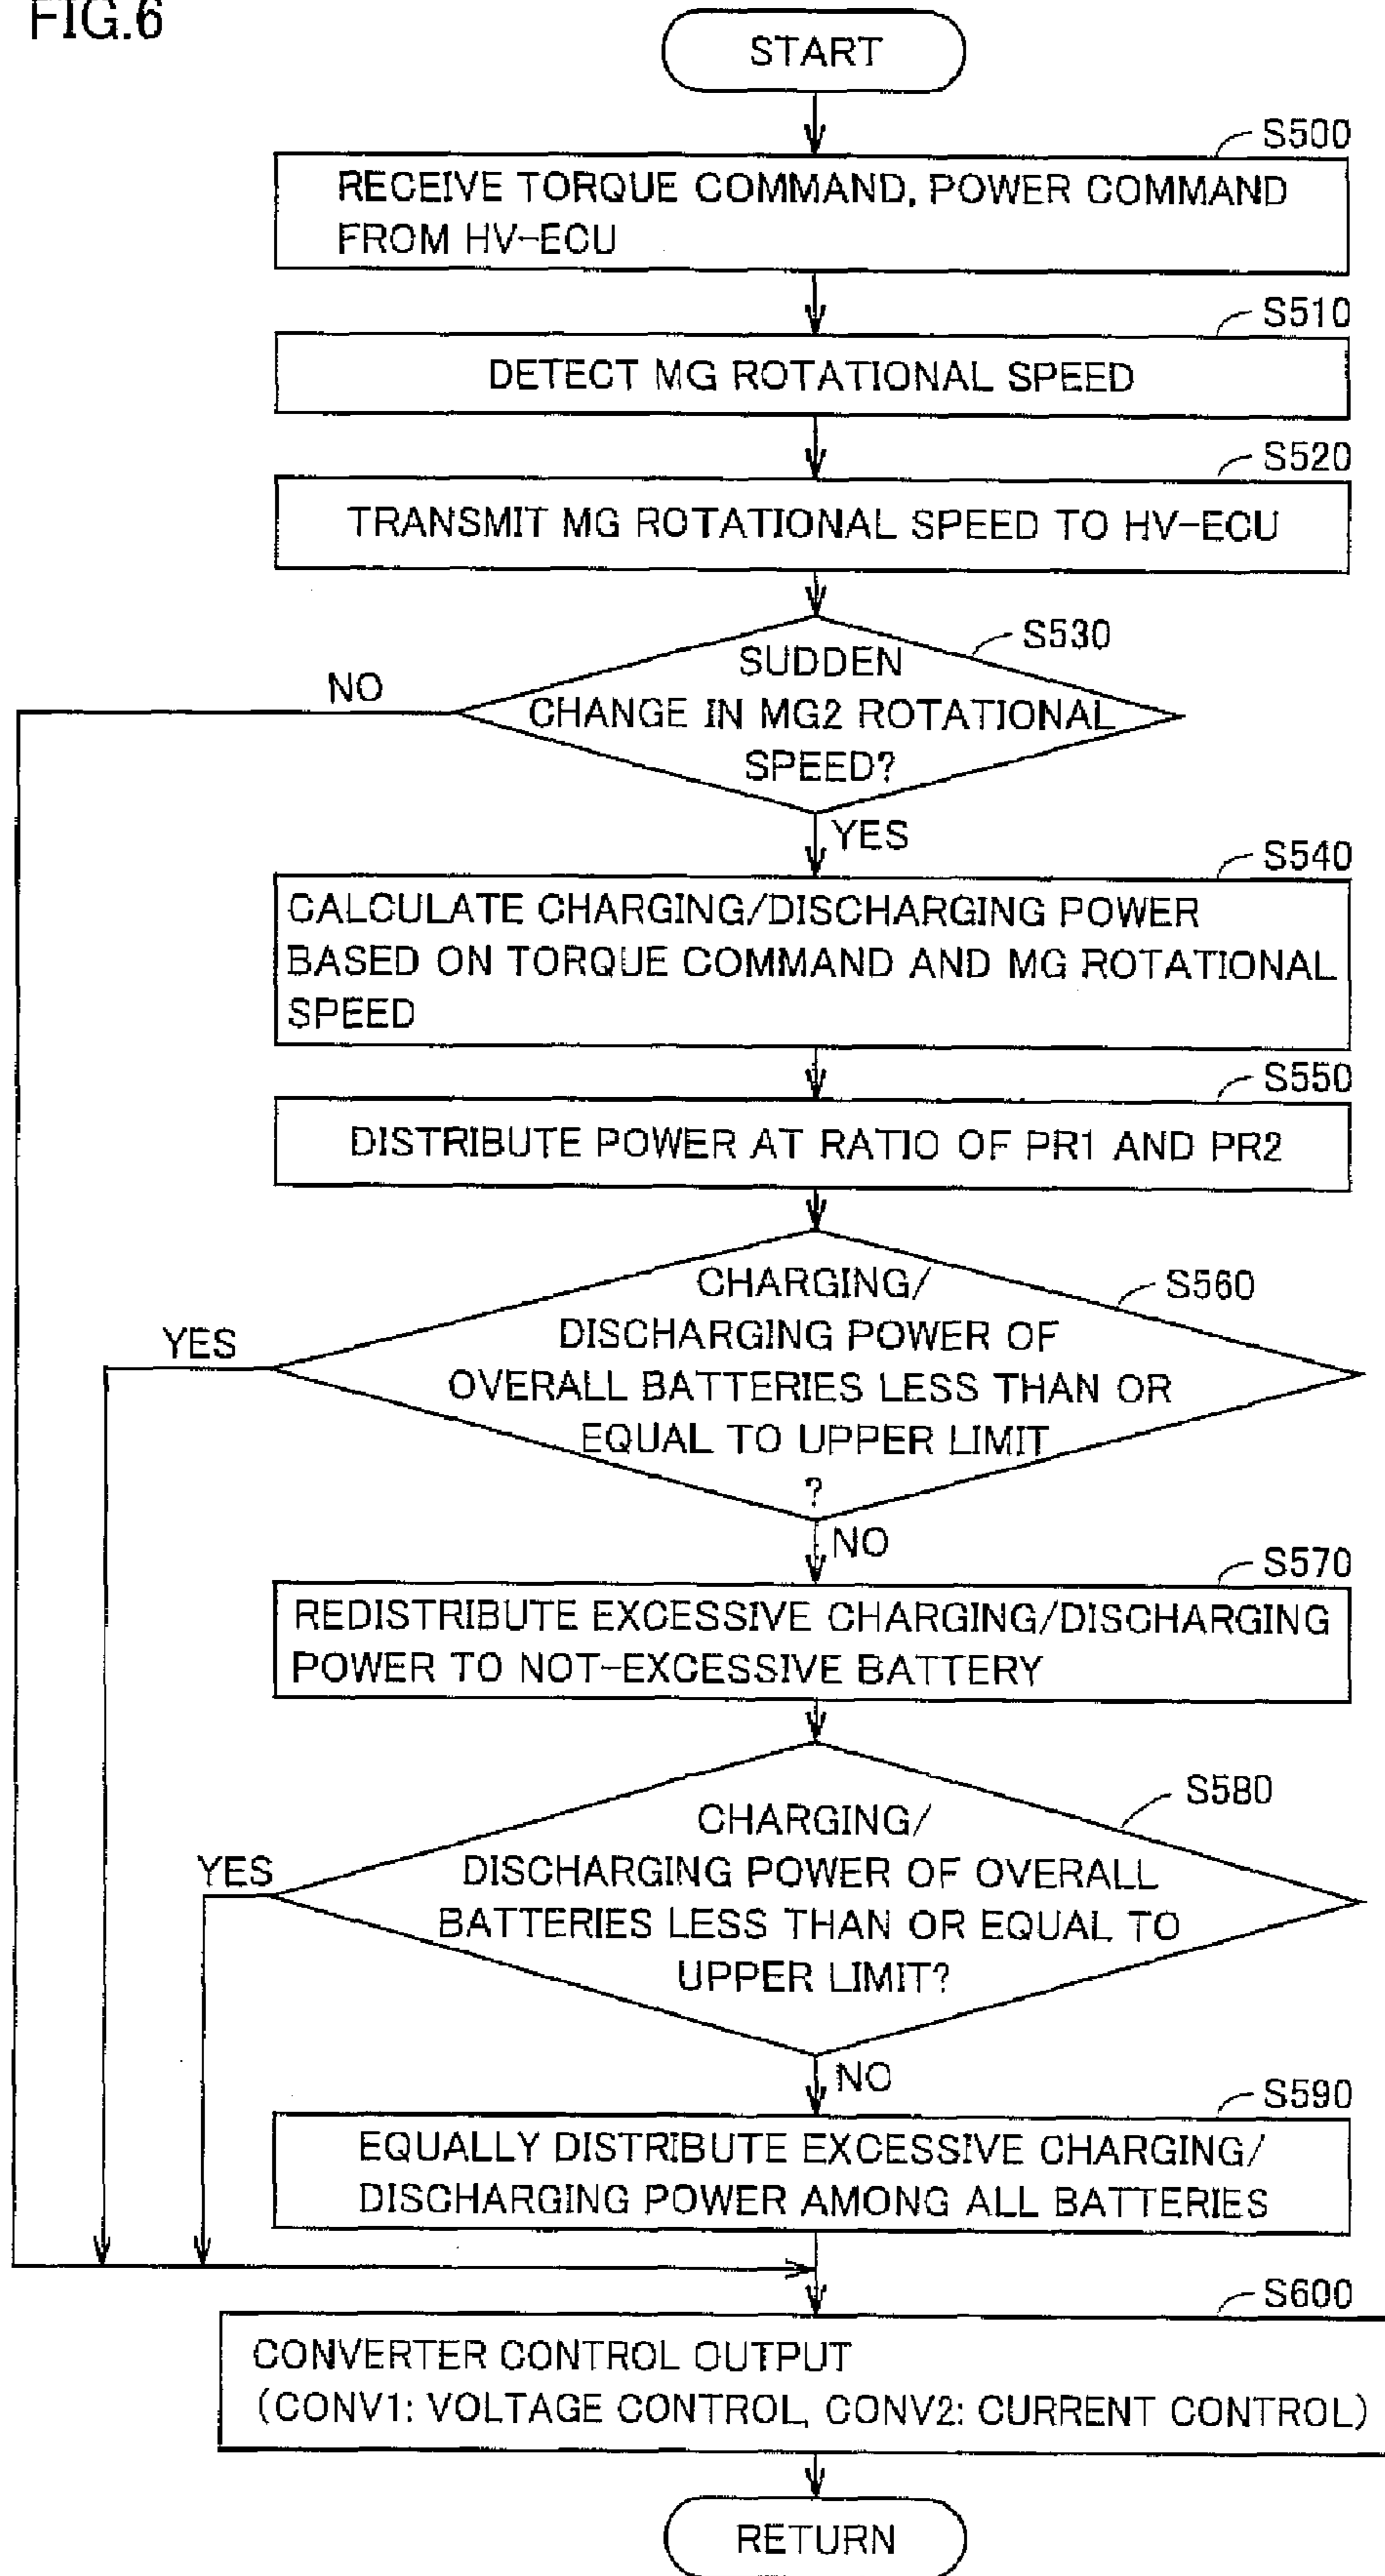 FIG.6
START
S500
RECEIVE TORQUE COMMAND, POWER COMMAND
FROM HV-ECU
S510
DETECT MG ROTATIONAL SPEED
S520
TRANSMIT MG ROTATIONAL SPEED TO HV-ECU
S530
SUDDEN
CHANGE IN MG2 ROTATIONAL
SPEED?
NO
YES
S540
CALCULATE CHARGING/DISCHARGING POWER
BASED ON TORQUE COMMAND AND MG ROTATIONAL
SPEED
S550
DISTRIBUTE POWER AT RATIO OF PR1 AND PR2
S560
CHARGING/
DISCHARGING POWER OF
OVERALL BATTERIES LESS THAN OR
EQUAL TO UPPER LIMIT
?
YES
NO
S570
REDISTRIBUTE EXCESSIVE CHARGING/DISCHARGING
POWER TO NOT-EXCESSIVE BATTERY
S580
CHARGING/
DISCHARGING POWER OF OVERALL
BATTERIES LESS THAN OR EQUAL TO
UPPER LIMIT?
YES
NO
S590
EQUALLY DISTRIBUTE EXCESSIVE CHARGING/
DISCHARGING POWER AMONG ALL BATTERIES
S600
CONVERTER CONTROL OUTPUT
(CONV1: VOLTAGE CONTROL, CONV2: CURRENT CONTROL)
RETURN